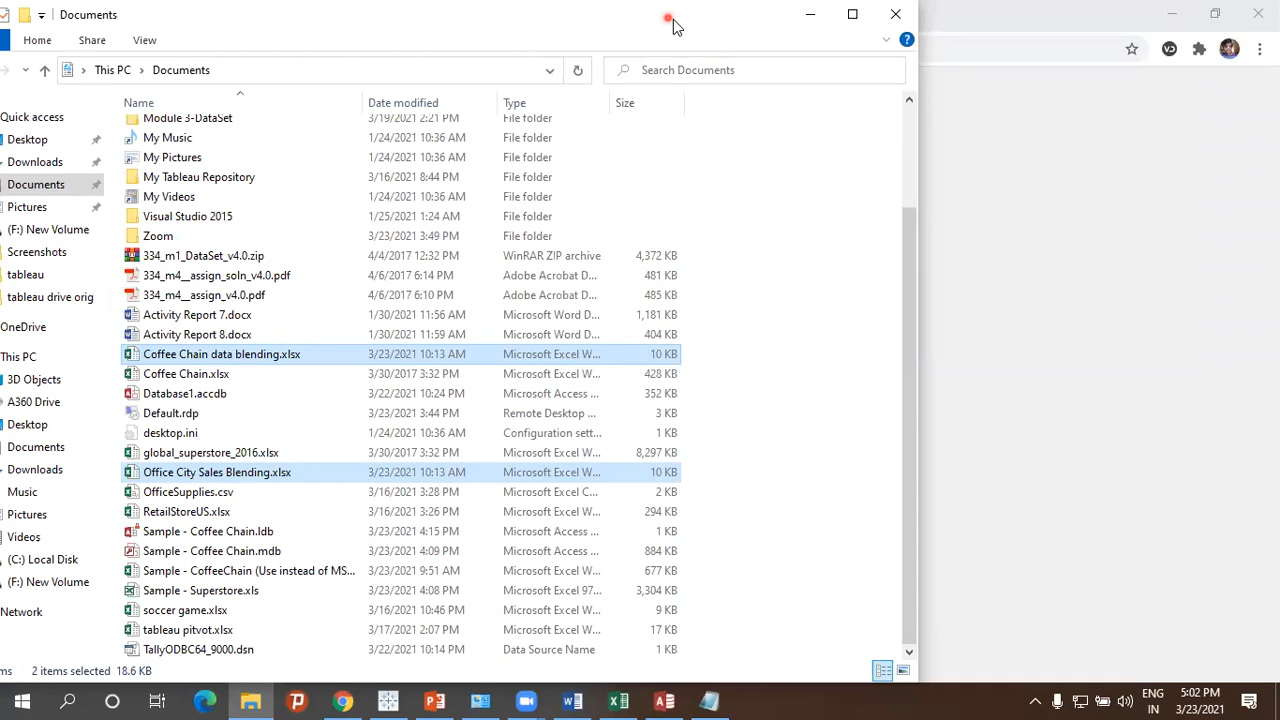 Documents
Home Share View
This PC Documents
Search Documents
Name Date modified Type Size
Quick access
Desktop
Downloads
Documents
Pictures
(F:) New Volume
Screenshots
tableau
tableau drive orig
OneDrive
This PC
3D Objects
A360 Drive
Desktop
Documents
Downloads
Music
Pictures
Videos
(C:) Local Disk
(F:) New Volume
Network
Module 3-DataSet 3/19/2021 2:21 PM File folder
My Music 1/24/2021 10:36 AM File folder
My Pictures 1/24/2021 10:36 AM File folder
My Tableau Repository 3/16/2021 8:44 PM File folder
My Videos 1/24/2021 10:36 AM File folder
Visual Studio 2015 1/25/2021 1:24 AM File folder
Zoom 3/23/2021 3:49 PM File folder
334_m1_DataSet_v4.0.zip 4/4/2017 12:32 PM WinRAR ZIP archive 4,372 KB
334_m4__assign_soln_v4.0.pdf 4/6/2017 6:14 PM Adobe Acrobat D... 481 KB
334_m4__assign_v4.0.pdf 4/6/2017 6:10 PM Adobe Acrobat D... 485 KB
Activity Report 7.docx 1/30/2021 11:56 AM Microsoft Word D... 1,181 KB
Activity Report 8.docx 1/30/2021 11:59 AM Microsoft Word D... 404 KB
Coffee Chain data blending.xlsx 3/23/2021 10:13 AM Microsoft Excel W... 10 KB
Coffee Chain.xlsx 3/30/2017 3:32 PM Microsoft Excel W... 428 KB
Database1.accdb 3/22/2021 10:24 PM Microsoft Access ... 352 KB
Default.rdp 3/23/2021 3:44 PM Remote Desktop ... 3 KB
desktop.ini 1/24/2021 10:36 AM Configuration sett... 1 KB
global_superstore_2016.xlsx 3/30/2017 3:32 PM Microsoft Excel W... 8,297 KB
Office City Sales Blending.xlsx 3/23/2021 10:13 AM Microsoft Excel W... 10 KB
OfficeSupplies.csv 3/16/2021 3:28 PM Microsoft Excel C... 2 KB
RetailStoreUS.xlsx 3/16/2021 3:26 PM Microsoft Excel W... 294 KB
Sample - Coffee Chain.ldb 3/23/2021 4:15 PM Microsoft Access ... 1 KB
Sample - Coffee Chain.mdb 3/23/2021 4:09 PM Microsoft Access ... 884 KB
Sample - CoffeeChain (Use instead of MS... 3/23/2021 9:51 AM Microsoft Excel W... 677 KB
Sample - Superstore.xls 3/23/2021 4:08 PM Microsoft Excel 97... 3,304 KB
soccer game.xlsx 3/16/2021 10:46 PM Microsoft Excel W... 9 KB
tableau pitvot.xlsx 3/17/2021 2:07 PM Microsoft Excel W... 17 KB
TallyODBC64_9000.dsn 3/22/2021 10:14 PM Data Source Name 1 KB
ms 2 items selected 18.6 KB
ENG
IN
5:02 PM
3/23/2021